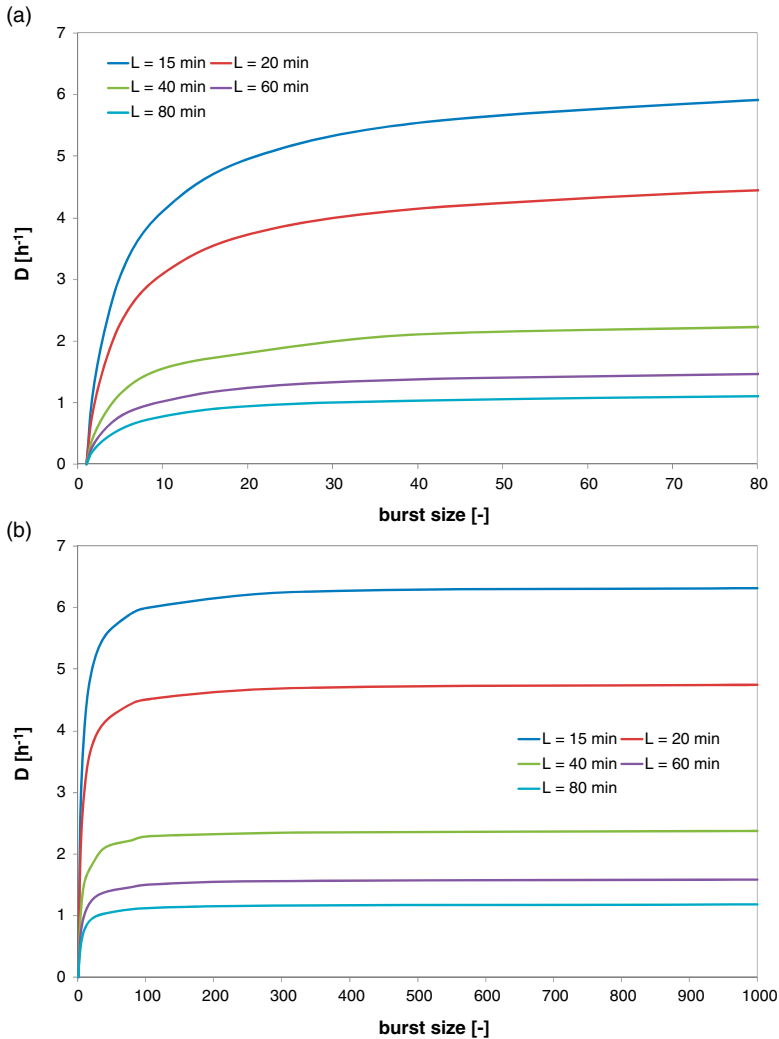 (a)
7
6
5
4
3
2
1
0
D [h-1]
L = 15 min L = 20 min
L = 40 min L = 60 min
L = 80 min
0 10 20 30 40 50 60 70 80
burst size [-]
(b)
7
6
5
4
3
2
1
0
D [h-1]
L = 15 min L = 20 min
L = 40 min L = 60 min
L = 80 min
0 100 200 300 400 500 600 700 800 900 1000
burst size [-]